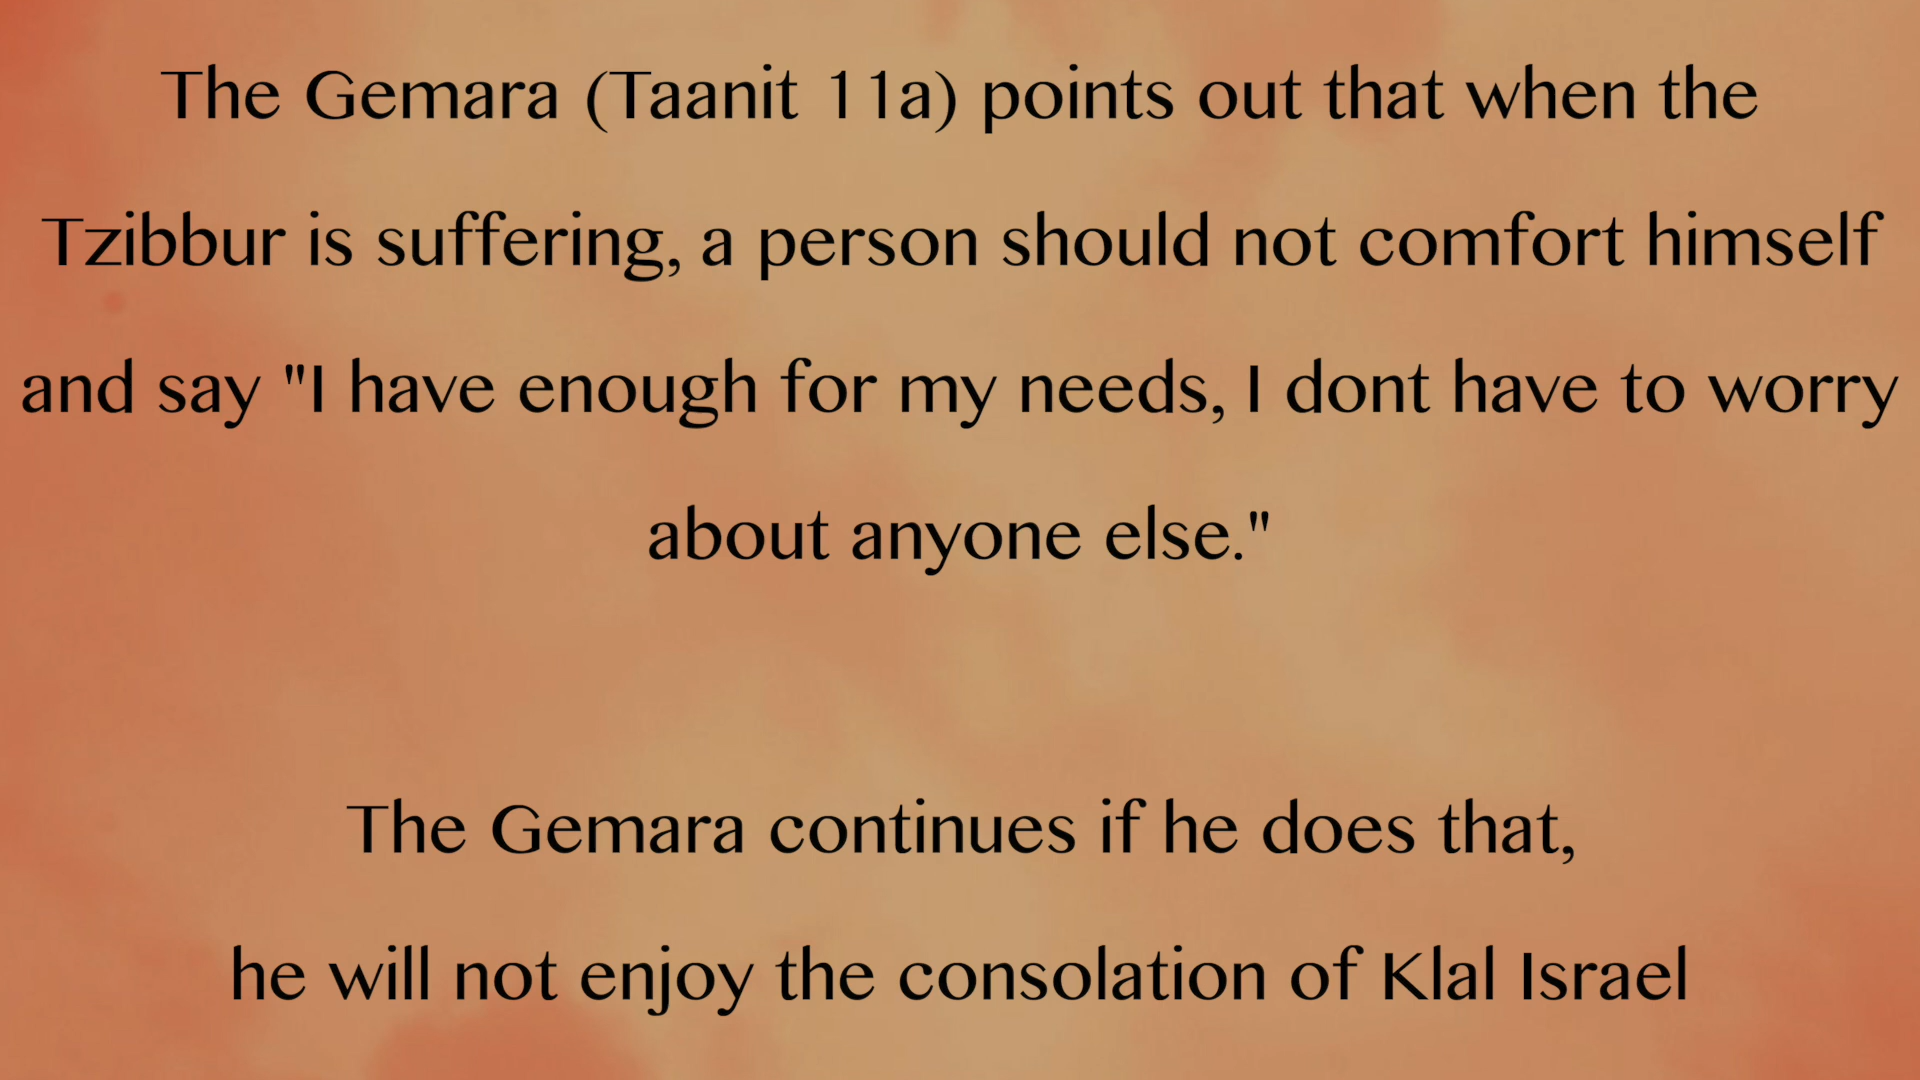 The Gemara (Taanit 11a) points out that when the
Tzibbur is suffering, a person should not comfort himself
and say "I have enough for my needs, I dont have to worry
about anyone else."
The Gemara continues if he does that,
he will not enjoy the consolation of Klal Israel